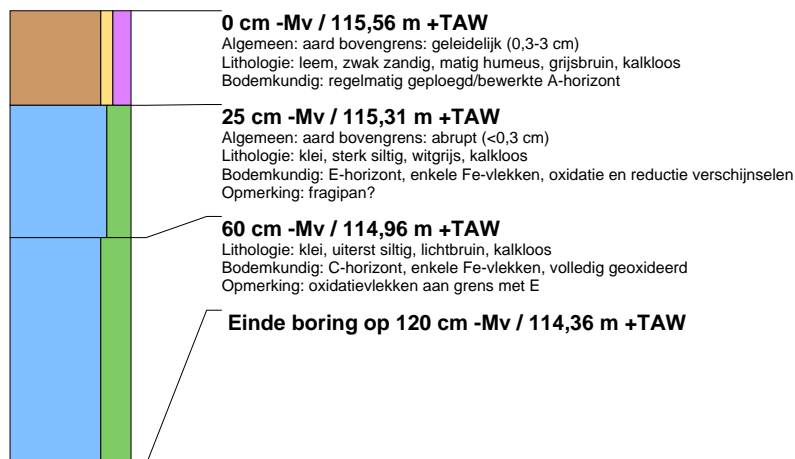 0 cm -Mv / 115,56 m +TAW
Algemeen: aard bovengrens: geleidelijk (0,3-3 cm)
Lithologie: leem, zwak zandig, matig humeus, grijsbruin, kalkloos
Bodemkundig: regelmatig geploegd/bewerkte A-horizont
25 cm -Mv / 115,31 m +TAW
Algemeen: aard bovengrens: abrupt (<0,3 cm)
Lithologie: klei, sterk siltig, witgrijs, kalkloos
Bodemkundig: E-horizont, enkele Fe-vlekken, oxidatie en reductie verschijnselen
Opmerking: fragipan?
60 cm -Mv / 114,96 m +TAW
Lithologie: klei, uiterst siltig, lichtbruin, kalkloos
Bodemkundig: C-horizont, enkele Fe-vlekken, volledig geoxideerd
Opmerking: oxidatievlekken aan grens met E
Einde boring op 120 cm -Mv / 114,36 m +TAW